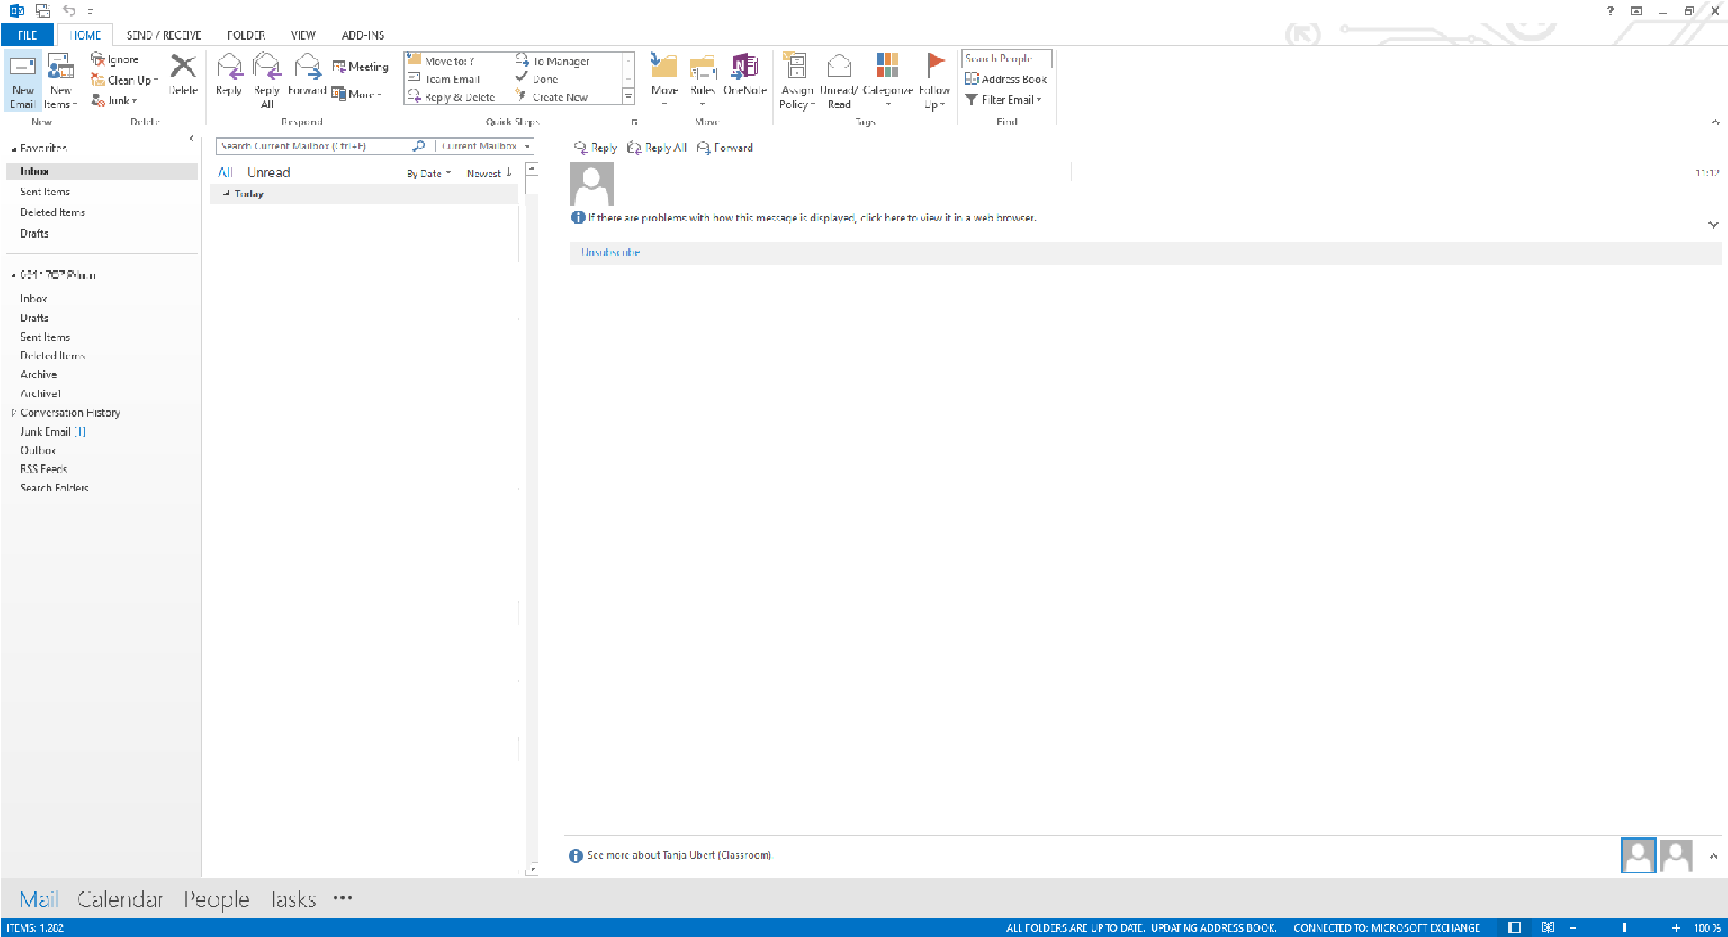 FILE HOME SEND / RECEIVE FOLDER VIEW ADD-INS
New Email
New Items
Ignore
Clean Up
Junk
Delete
Reply
Reply All
Forward
Meeting
More
Move to: ?
Team Email
Reply & Delete
To Manager
Done
Create New
Move
Rules
OneNote
Assign Policy
Unread/ Read
Categorize
Follow Up
Search People
Address Book
Filter Email
New Delete Respond Quick Steps Move Tags Find
Favorites
Inbox
Sent Items
Deleted Items
Drafts
Inbox
Drafts
Sent Items
Deleted Items
Archive
Archive1
Conversation History
Junk Email [1]
Outbox
RSS Feeds
Search Folders
Search Current Mailbox (Ctrl+E) Current Mailbox
All Unread By Date Newest
Today
Reply Reply All Forward
11:12
If there are problems with how this message is displayed, click here to view it in a web browser.
Unsubscribe
See more about Tanja Ubert (Classroom).
Mail Calendar People Tasks ...
ITEMS: 1.282 ALL FOLDERS ARE UP TO DATE. UPDATING ADDRESS BOOK. CONNECTED TO: MICROSOFT EXCHANGE 100 %